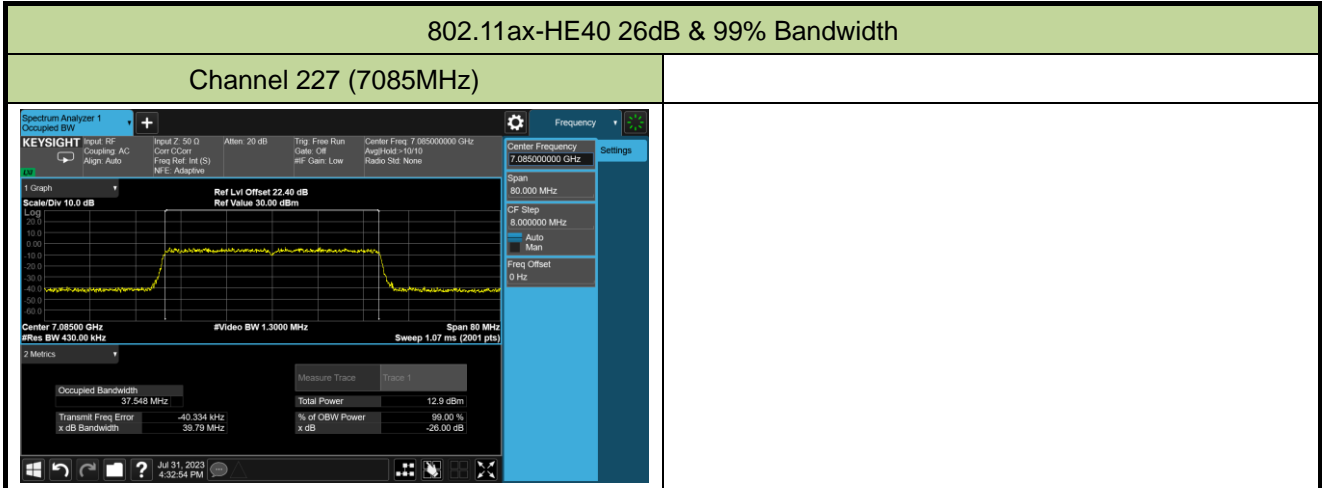 802.11ax-HE40 26dB & 99% Bandwidth
Channel 227 (7085MHz)
Spectrum Analyzer 1
Occupied BW
+
Frequency
KEYSIGHT
Input: RF
Coupling: AC
Align: Auto
Input Z: 50 Ω
Corr CCorr
Freq Ref: Int (S)
NFE: Adaptive
Atten: 20 dB
Trig: Free Run
Gate: Off
#IF Gain: Low
Center Freq: 7.085000000 GHz
Avg|Hold:>10/10
Radio Std: None
Center Frequency
7.085000000 GHz
Settings
Span
80.000 MHz
CF Step
8.000000 MHz
Auto
Man
Freq Offset
0 Hz
1 Graph
Scale/Div 10.0 dB
Ref Lvl Offset 22.40 dB
Ref Value 30.00 dBm
Log
20.0
10.0
0.00
-10.0
-20.0
-30.0
-40.0
-50.0
-60.0
Center 7.08500 GHz
#Res BW 430.00 kHz
#Video BW 1.3000 MHz
Span 80 MHz
Sweep 1.07 ms (2001 pts)
2 Metrics
Measure Trace Trace 1
Occupied Bandwidth
37.548 MHz
Total Power 12.9 dBm
Transmit Freq Error -40.334 kHz
% of OBW Power 99.00 %
x dB Bandwidth 39.79 MHz
x dB -26.00 dB
?
Jul 31, 2023
4:32:54 PM